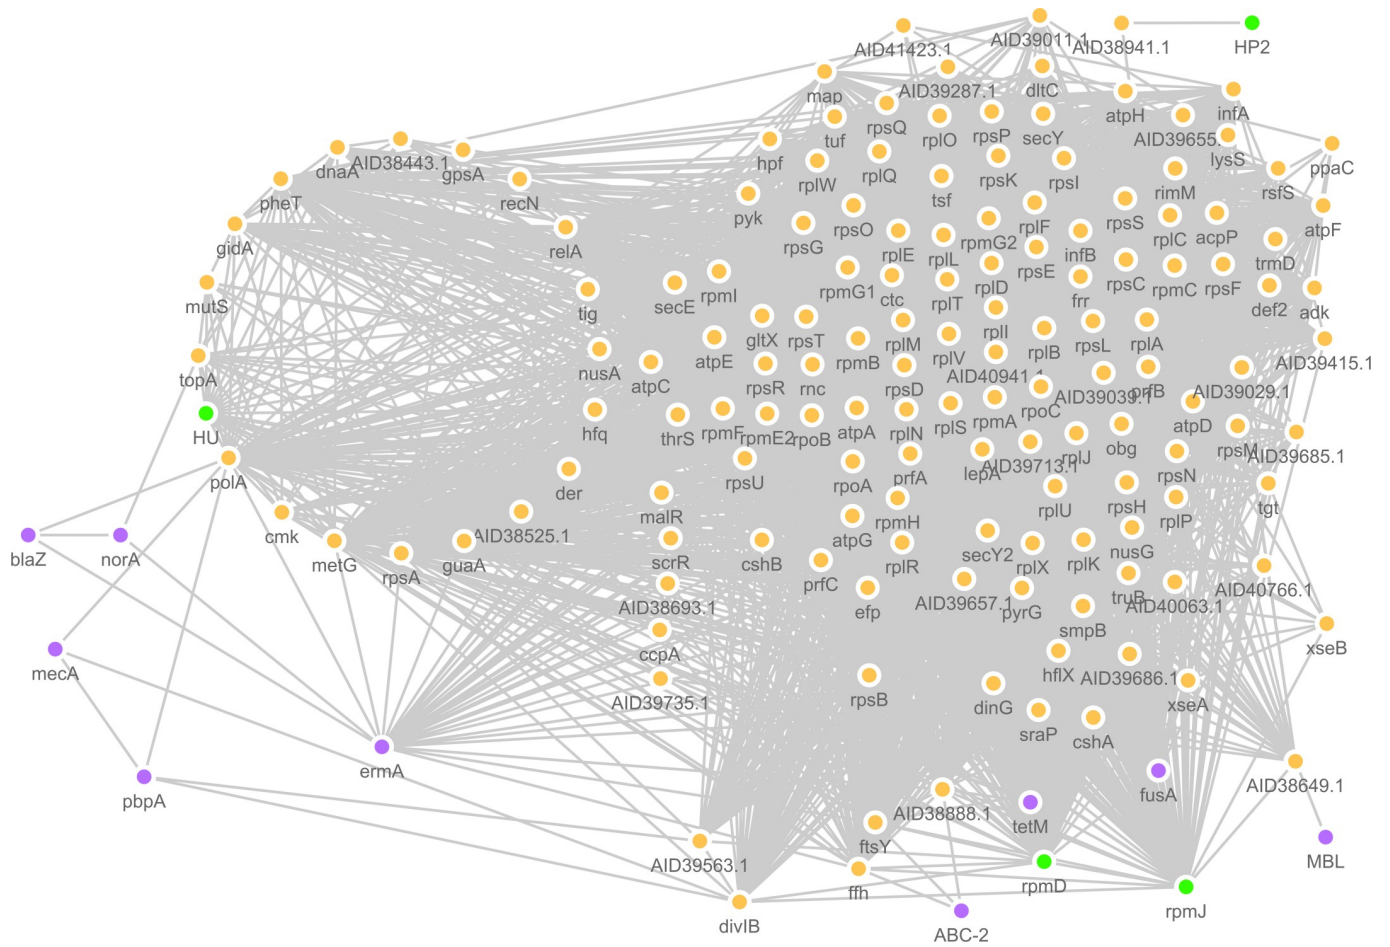 AID41423.1
AID39011.1
AID38941.1
HP2
map
AID39287.1
dltC
atpH
infA
tuf
rpsQ
rplO
rpsP
secY
AID39655.1
lysS
dnaA
AID38443.1
gpsA
hpf
rplW
rplQ
tsf
rpsK
rpsI
rimM
rsfS
ppaC
pheT
recN
pyk
rpsG
rpsO
rplE
rplL
rpmG2
rplF
infB
rpsS
rplC
acpP
trmD
atpF
gidA
relA
secE
rpmI
rpmG1
ctc
rplT
rplD
rpsE
frr
rpsC
rpmC
rpsF
def2
adk
mutS
tig
atpE
gltX
rpsT
rpmB
rplM
rplV
rplI
rplB
rpsL
rplA
AID39415.1
topA
nusA
atpC
rpsR
rnc
rpsD
AID40941.1
rpoC
AID39039.1
prfB
AID39029.1
HU
hfq
thrS
rpmF
rpmE2
rpoB
atpA
rplN
rplS
rpmA
rplJ
obg
atpD
rpsM
AID39685.1
polA
der
rpsU
rpoA
prfA
lepA
AID39713.1
rplU
rpsH
rpsN
rplP
tgt
blaZ
norA
cmk
metG
rpsA
guaA
AID38525.1
malR
scrR
cshB
atpG
rpmH
rplR
secY2
rplX
rplK
nusG
AID38693.1
prfC
efp
AID39657.1
pyrG
truB
AID40063.1
AID40766.1
mecA
ccpA
smpB
xseB
AID39735.1
rpsB
dinG
hflX
AID39686.1
xseA
ermA
sraP
cshA
pbpA
fusA
AID38649.1
AID39563.1
ftsY
AID38888.1
tetM
MBL
divIB
ffh
rpmD
rpmJ
ABC-2